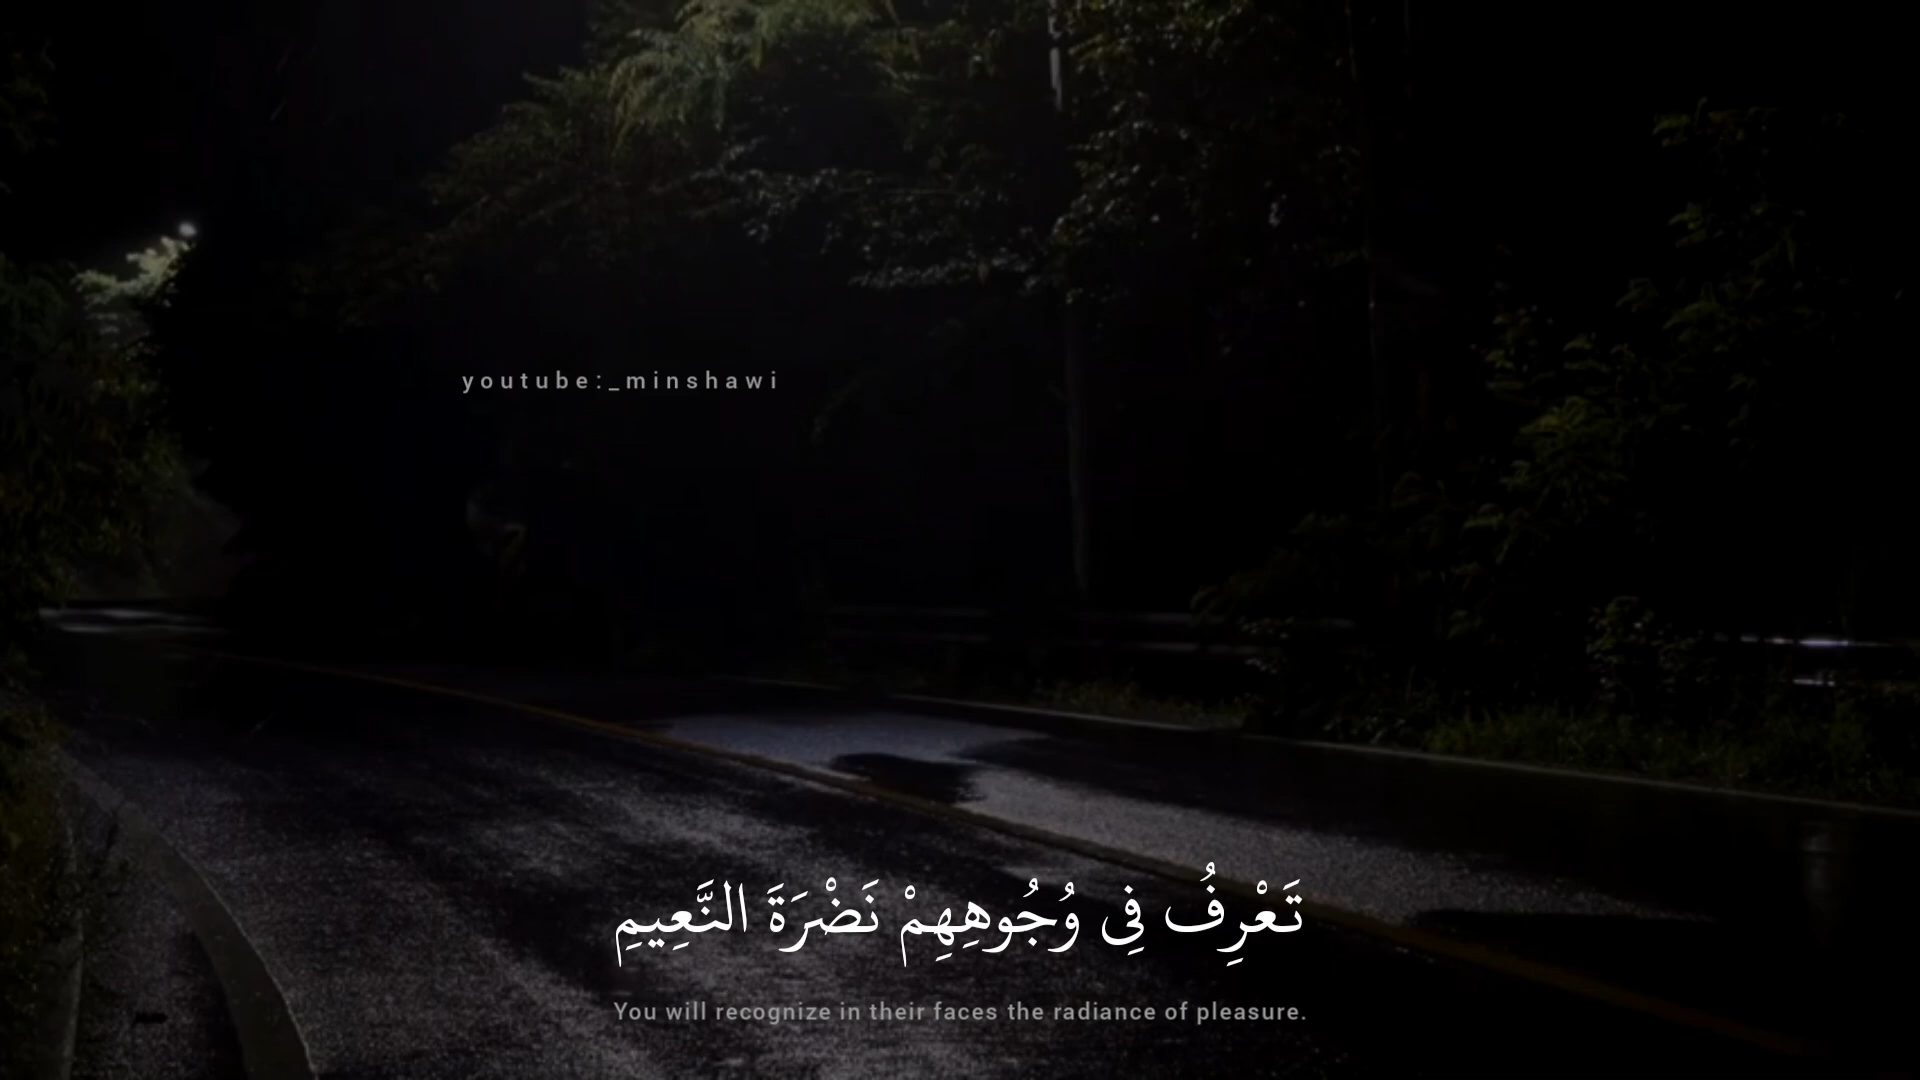 youtube:_minshawi
تَعْرِفُ فِى وُجُوهِهِمْ نَضْرَةَ النَّعِيمِ
You will recognize in their faces the radiance of pleasure.